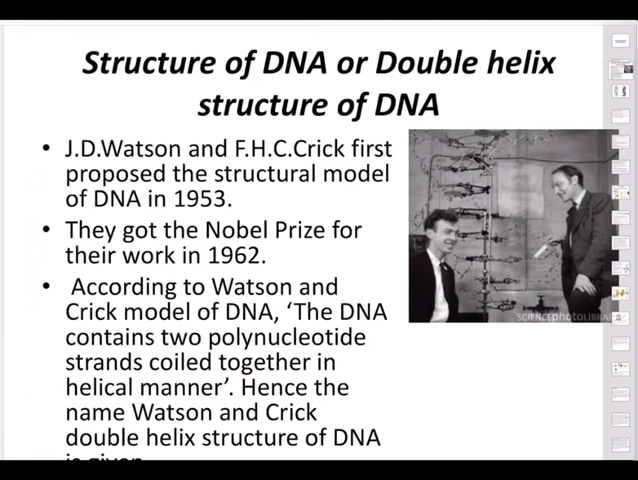 Structure of DNA or Double helix
structure of DNA
• J.D.Watson and F.H.C.Crick first
proposed the structural model
of DNA in 1953.
• They got the Nobel Prize for
their work in 1962.
• According to Watson and
Crick model of DNA, ‘The DNA
contains two polynucleotide
strands coiled together in
helical manner’. Hence the
name Watson and Crick
double helix structure of DNA
is given
SCIENCEphotoLIBRARY